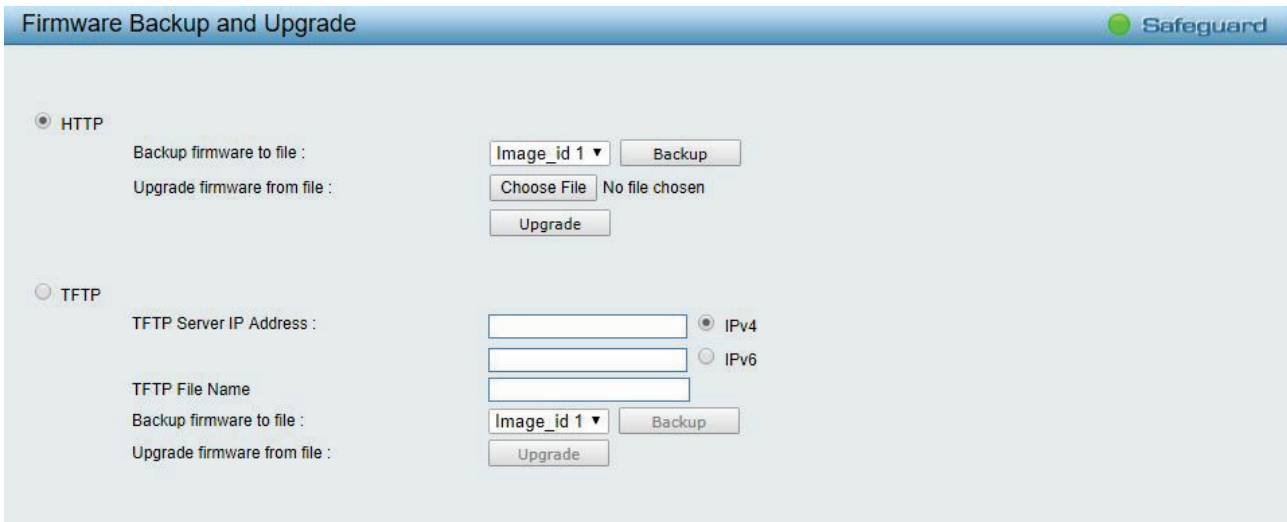 Firmware Backup and Upgrade Safeguard
HTTP
Backup firmware to file : Image_id 1 Backup
Upgrade firmware from file : Choose File No file chosen
Upgrade
TFTP
TFTP Server IP Address : IPv4
IPv6
TFTP File Name
Backup firmware to file : Image_id 1 Backup
Upgrade firmware from file : Upgrade